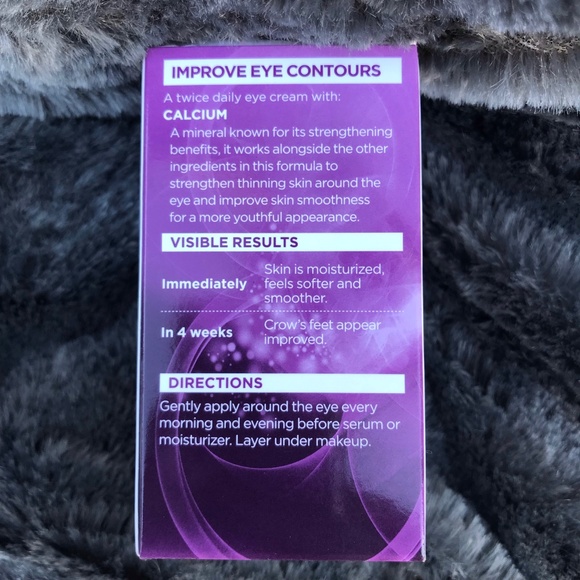 IMPROVE EYE CONTOURS
A twice daily eye cream with:
CALCIUM
A mineral known for its strengthening
benefits, it works alongside the other
ingredients in this formula to
strengthen thinning skin around the
eye and improve skin smoothness
for a more youthful appearance.
VISIBLE RESULTS
Immediately
Skin is moisturized,
feels softer and
smoother.
In 4 weeks
Crow's feet appear
improved.
DIRECTIONS
Gently apply around the eye every
morning and evening before serum or
moisturizer. Layer under makeup.